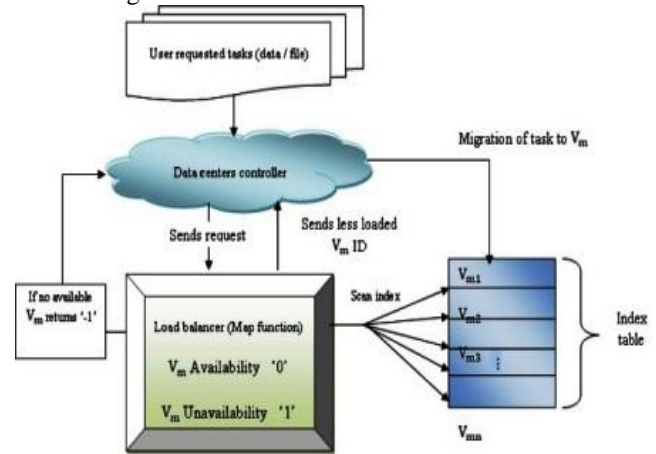 User requested tasks (data / file)
Migration of task to Vm
Data centers controller
Sends request
Sends less loaded
Vm ID
If no available
Vm returns '-1'
Load balancer (Map function)
Vm Availability '0'
Vm Unavailability '1'
Scan index
Vm1
Vm2
Vm3
⋮
Vmn
Index
table